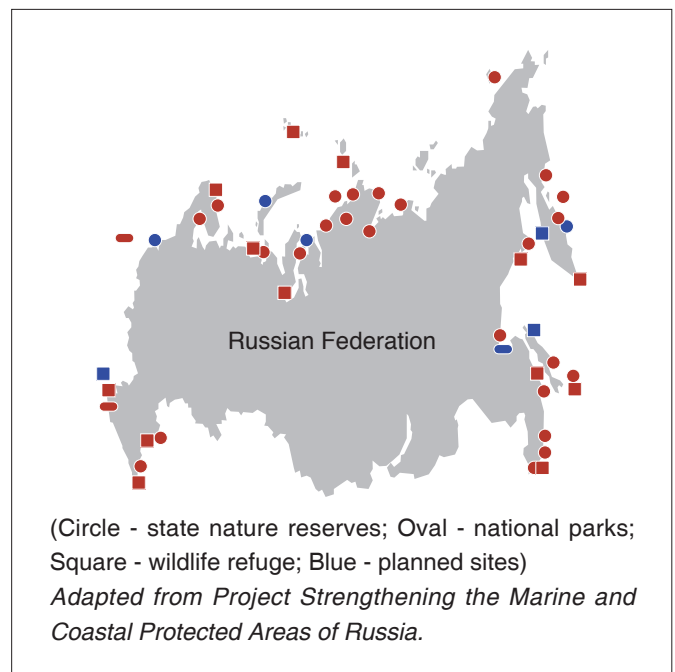 Russian Federation
(Circle - state nature reserves; Oval - national parks;
Square - wildlife refuge; Blue - planned sites)
Adapted from Project Strengthening the Marine and
Coastal Protected Areas of Russia.